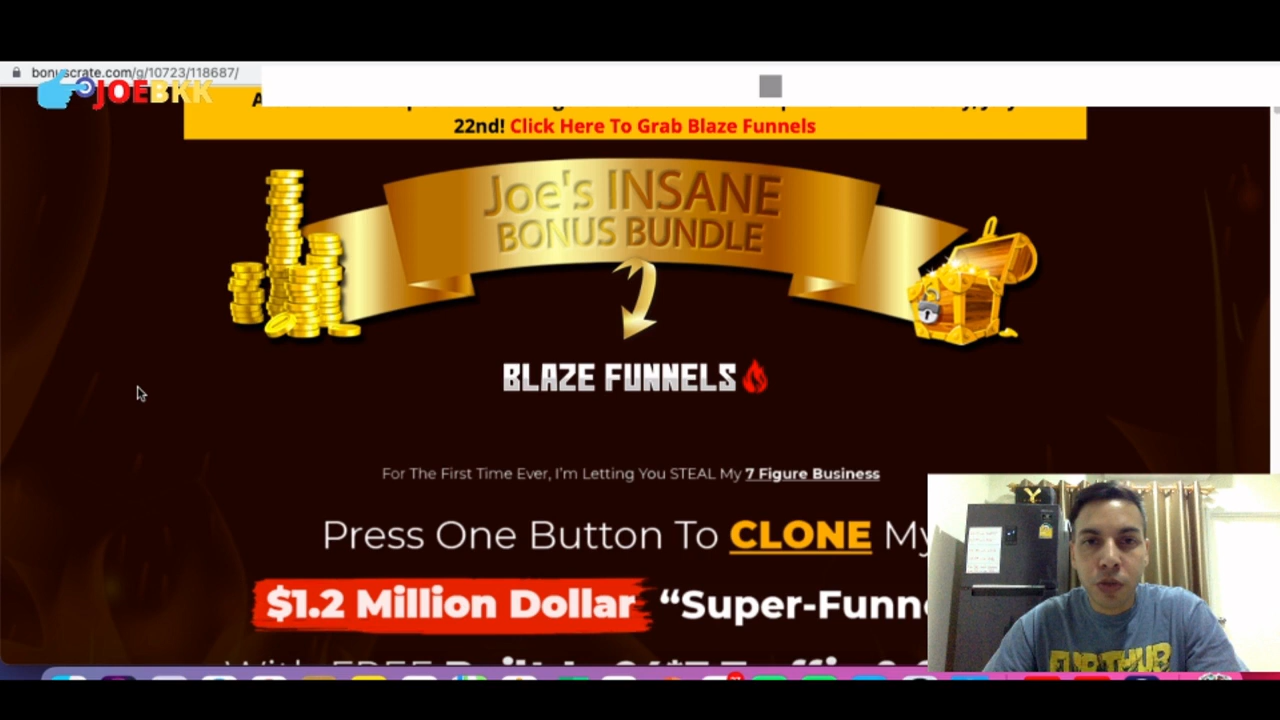 bonuscrate.com/g/10723/118687/
JOEBKK
22nd! Click Here To Grab Blaze Funnels
Joe's INSANE
BONUS BUNDLE
BLAZE FUNNELS
For The First Time Ever, I'm Letting You STEAL My 7 Figure Business
Press One Button To CLONE My
$1.2 Million Dollar "Super-Funn